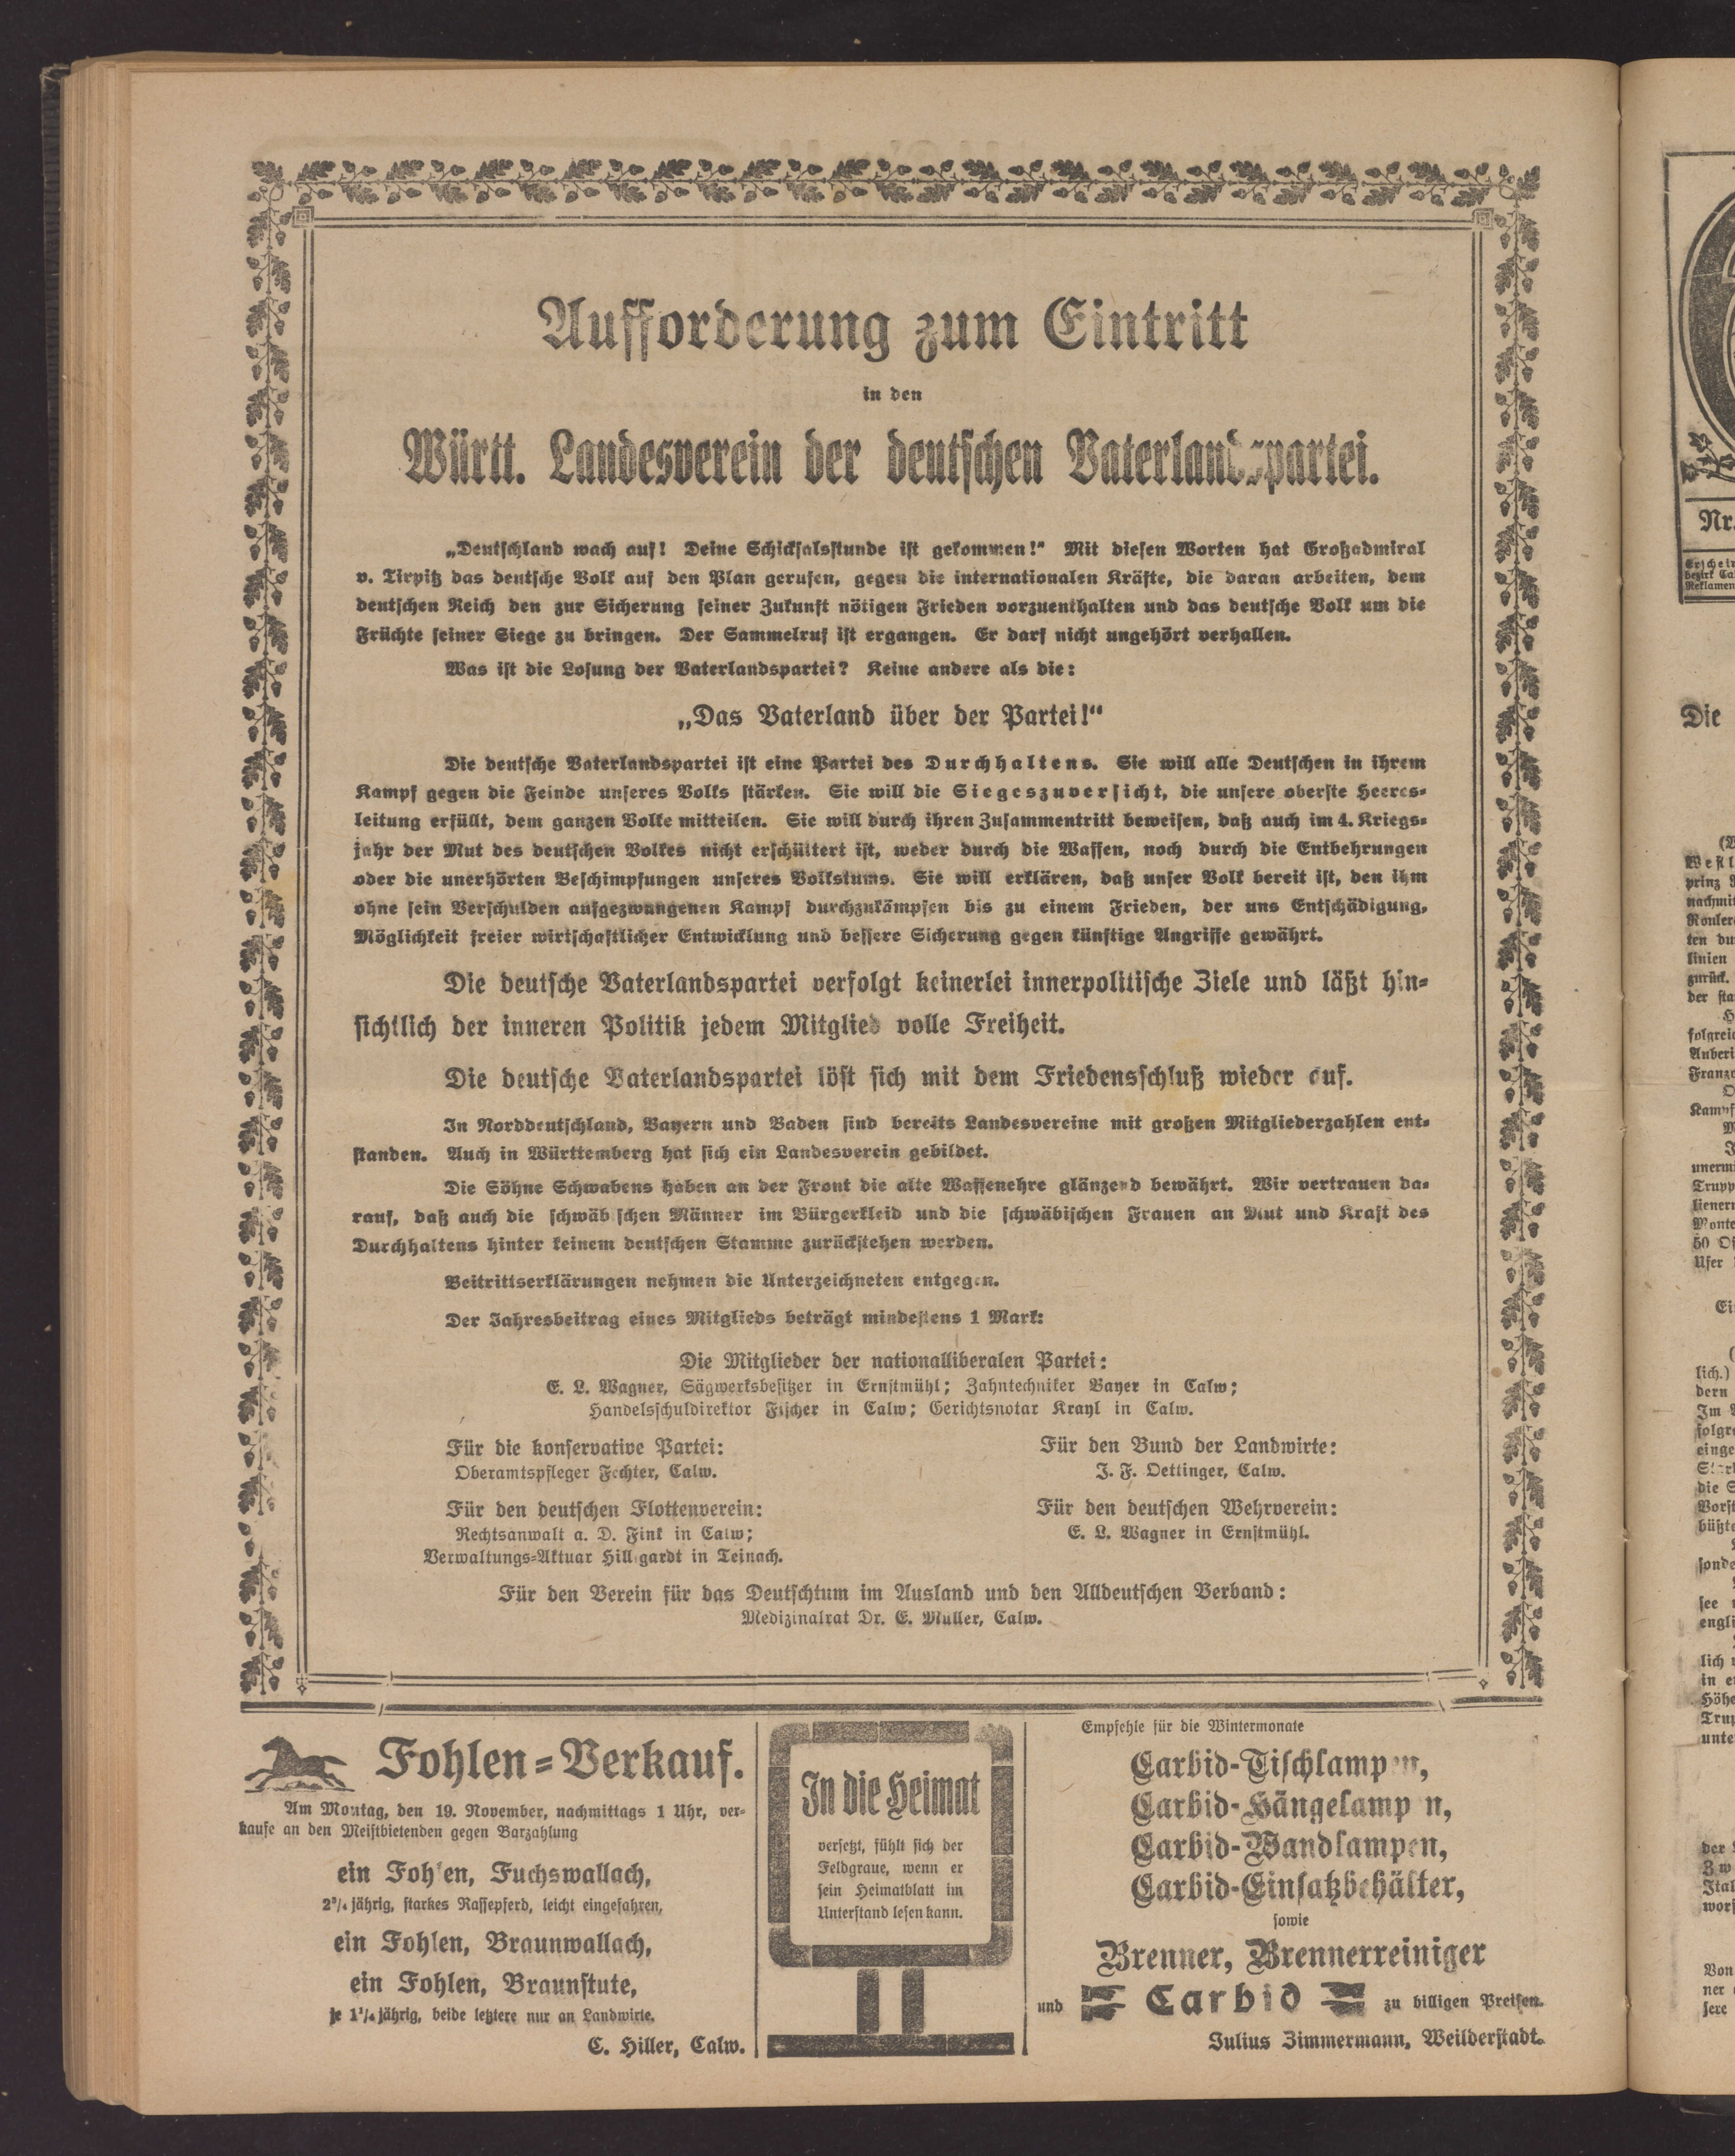 Aufforderung zum Eintritt
in den
Württ. Landesverein der deutschen Vaterlandspartei.
„Deutschland wach auf! Deine Schicksalsstunde ist gekommen!“ Mit diesen Worten hat Großadmiral
v. Tirpitz das deutsche Volk auf den Plan gerufen, gegen die internationalen Kräfte, die daran arbeiten, dem
deutschen Reich den zur Sicherung seiner Zukunft nötigen Frieden vorzuenthalten und das deutsche Volk um die
Früchte seiner Siege zu bringen. Der Sammelruf ist ergangen. Er darf nicht ungehört verhallen.
Was ist die Losung der Vaterlandspartei? Keine andere als die:
„Das Vaterland über der Partei!“
Die deutsche Vaterlandspartei ist eine Partei des Durchhaltens. Sie will alle Deutschen in ihrem
Kampf gegen die Feinde unseres Volks stärken. Sie will die Siegeszuversicht, die unsere oberste Heeres-
leitung erfüllt, dem ganzen Volke mitteilen. Sie will durch ihren Zusammentritt beweisen, daß auch im 4. Kriegs-
jahr der Mut des deutschen Volkes nicht erschüttert ist, weder durch die Waffen, noch durch die Entbehrungen
oder die unerhörten Beschimpfungen unseres Volkstums. Sie will erklären, daß unser Volk bereit ist, den ihm
ohne sein Verschulden aufgezwungenen Kampf durchzukämpfen bis zu einem Frieden, der uns Entschädigung,
Möglichkeit freier wirtschaftlicher Entwicklung und bessere Sicherung gegen künftige Angriffe gewährt.
Die deutsche Vaterlandspartei verfolgt keinerlei innerpolitische Ziele und läßt hin-
sichtlich der inneren Politik jedem Mitglied volle Freiheit.
Die deutsche Vaterlandspartei löst sich mit dem Friedensschluß wieder auf.
In Norddeutschland, Bayern und Baden sind bereits Landesvereine mit großen Mitgliederzahlen ent-
standen. Auch in Württemberg hat sich ein Landesverein gebildet.
Die Söhne Schwabens haben an der Front die alte Waffenehre glänzend bewährt. Wir vertrauen da-
rauf, daß auch die schwäbischen Männer im Bürgerkleid und die schwäbischen Frauen an Mut und Kraft des
Durchhaltens hinter keinem deutschen Stamme zurückstehen werden.
Beitrittserklärungen nehmen die Unterzeichneten entgegen.
Der Jahresbeitrag eines Mitglieds beträgt mindestens 1 Mark:
Die Mitglieder der nationalliberalen Partei:
E. L. Wagner, Sägwerksbesitzer in Ernstmühl; Zahntechniker Bayer in Calw;
Handelsschuldirektor Fischer in Calw; Gerichtsnotar Krayl in Calw.
Für die konservative Partei:
Oberamtspfleger Fechter, Calw.
Für den Bund der Landwirte:
J. F. Oettinger, Calw.
Für den deutschen Flottenverein:
Rechtsanwalt a. D. Fink in Calw;
Verwaltungs-Aktuar Hillgardt in Teinach.
Für den deutschen Wehrverein:
E. L. Wagner in Ernstmühl.
Für den Verein für das Deutschtum im Ausland und den Alldeutschen Verband:
Medizinalrat Dr. E. Müller, Calw.
Fohlen-Verkauf.
Am Montag, den 19. November, nachmittags 1 Uhr, ver-
kaufe an den Meistbietenden gegen Barzahlung
ein Fohlen, Fuchswallach,
2³/₄ jährig, starkes Rassepferd, leicht eingefahren,
ein Fohlen, Braunwallach,
ein Fohlen, Braunstute,
je 1³/₄ jährig, beide letztere nur an Landwirte.
C. Hiller, Calw.
In die Heimat
versetzt, fühlt sich der
Feldgraue, wenn er
sein Heimatblatt im
Unterstand lesen kann.
Empfehle für die Wintermonate
Carbid-Tischlampen,
Carbid-Hängelampen,
Carbid-Wandlampen,
Carbid-Einsatzbehälter,
sowie
Brenner, Brennerreiniger
und Carbid zu billigen Preisen.
Julius Zimmermann, Weilderstadt.
Nr.
Die